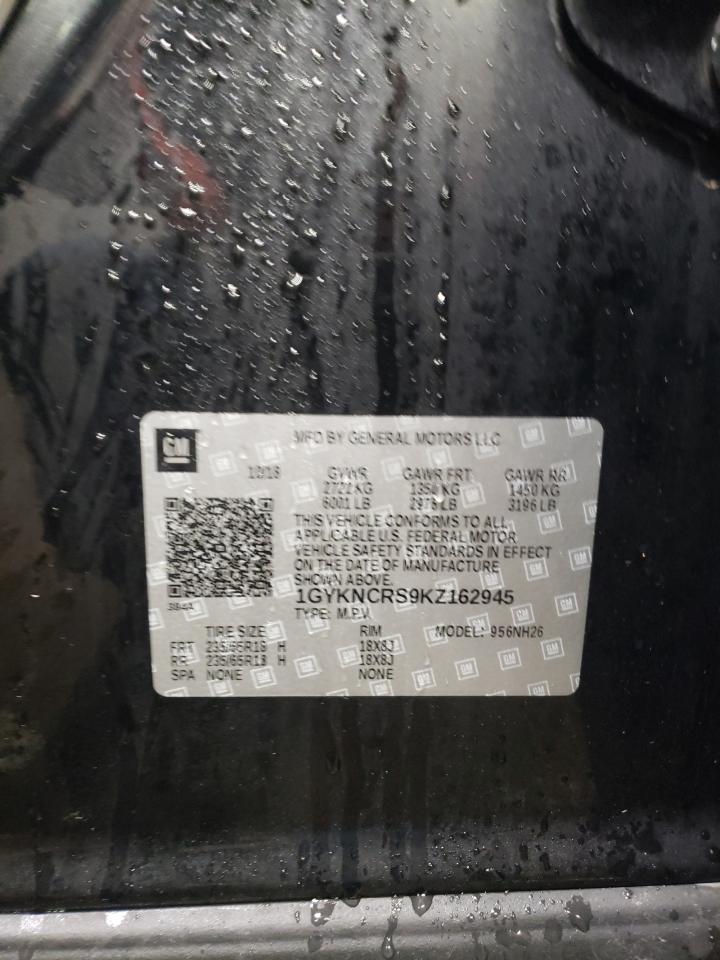 GM
MFD BY GENERAL MOTORS LLC
10/18 GVWR GAWR FRT GAWR RR
2722 KG 1350 KG 1450 KG
6001 LB 2976 LB 3196 LB
THIS VEHICLE CONFORMS TO ALL
APPLICABLE U.S. FEDERAL MOTOR
VEHICLE SAFETY STANDARDS IN EFFECT
ON THE DATE OF MANUFACTURE
SHOWN ABOVE.
1GYKNCRS9KZ162945
TYPE: M.P.V.
TIRE SIZE RIM MODEL: 956NH26
FRT 235/65R18 H 18X8J
RR 235/65R18 H 18X8J
SPA NONE NONE